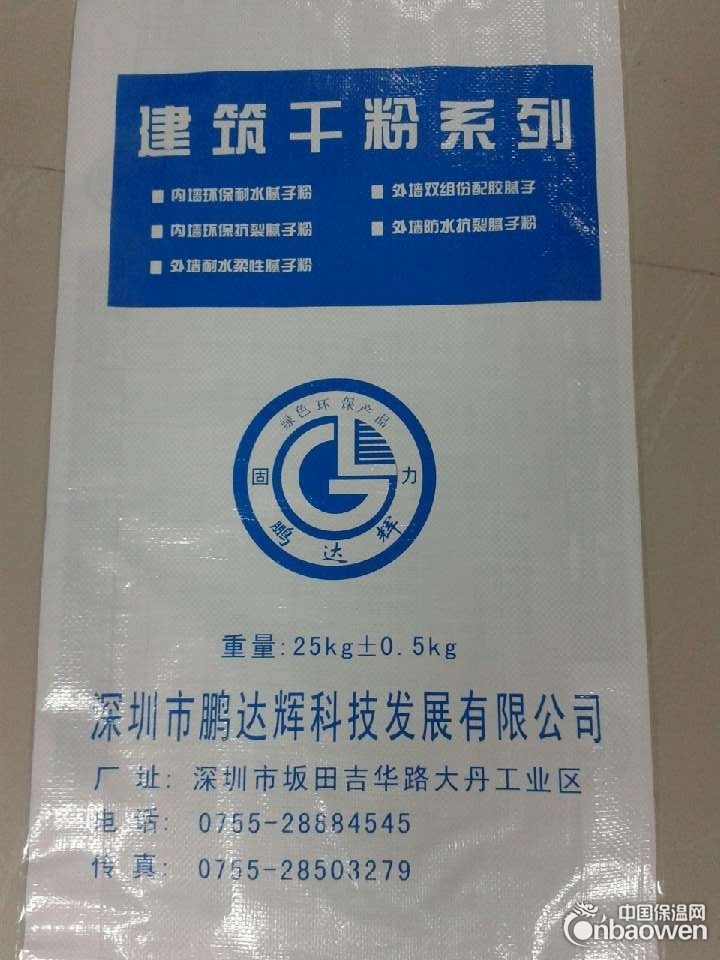 建筑干粉系列
■ 内墙环保耐水腻子粉
■ 外墙双组份配胶腻子
■ 内墙环保抗裂腻子粉
■ 外墙防水抗裂腻子粉
■ 外墙耐水柔性腻子粉
绿色环保产品
固 力
鹏达辉
重量:25kg±0.5kg
深圳市鹏达辉科技发展有限公司
厂 址: 深圳市坂田吉华路大丹工业区
电 话: 0755-28884545
传 真: 0755-28503279
中国保温网
cnbaowen